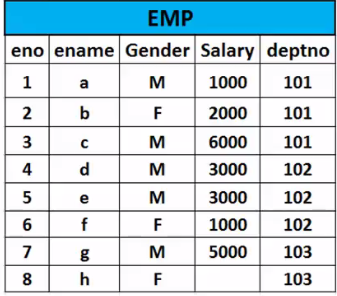 EMP
eno ename Gender Salary deptno
1 a M 1000 101
2 b F 2000 101
3 c M 6000 101
4 d M 3000 102
5 e M 3000 102
6 f F 1000 102
7 g M 5000 103
8 h F 103